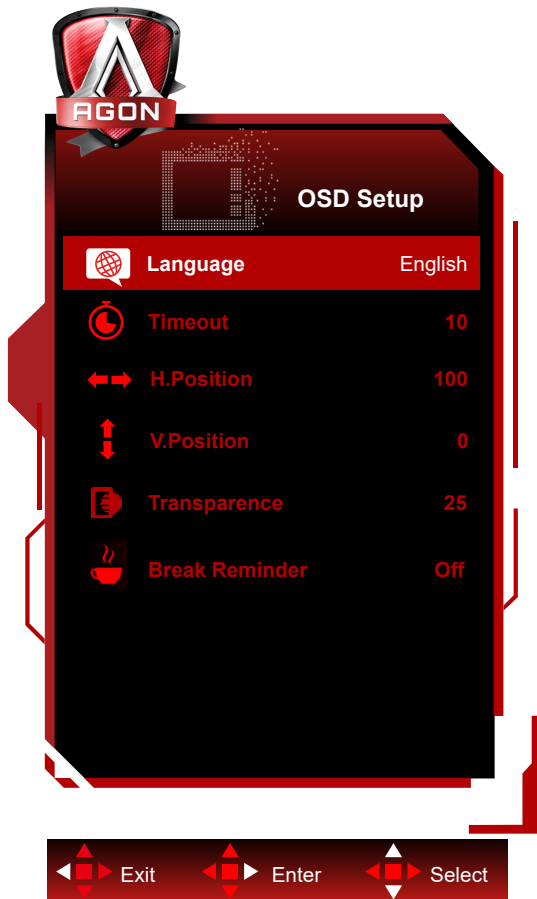 AGON
OSD Setup
Language English
Timeout 10
H.Position 100
V.Position 0
Transparence 25
Break Reminder Off
Exit Enter Select